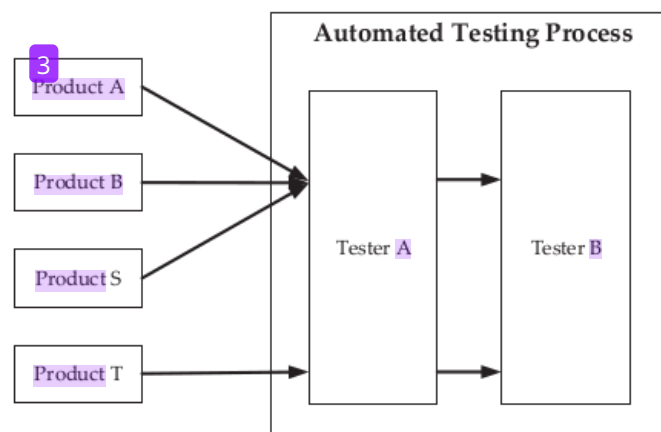 Automated Testing Process
3
Product A
Product B
Tester A
Tester B
Product S
Product T